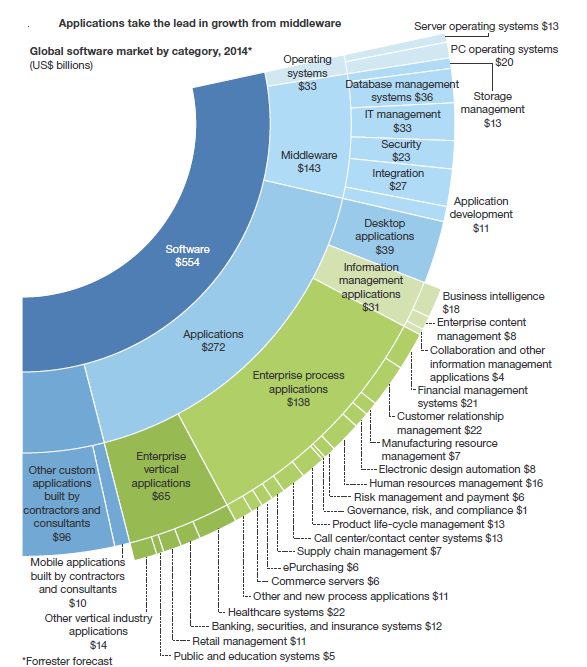 Applications take the lead in growth from middleware
Global software market by category, 2014*
(US$ billions)
Server operating systems $13
PC operating systems
$20
Operating
systems
$33
Database management
systems $36
Storage
management
$13
IT management
$33
Security
$23
Middleware
$143
Integration
$27
Application
development
$11
Desktop
applications
$39
Software
$554
Information
management
applications
$31
Business intelligence
$18
Enterprise content
management $8
Applications
$272
Collaboration and other
information management
applications $4
Enterprise process
applications
$138
Financial management
systems $21
Customer relationship
management $22
Manufacturing resource
management $7
Enterprise
vertical
applications
$65
Electronic design automation $8
Other custom
applications
built by
contractors and
consultants
$96
Human resources management $16
Risk management and payment $6
Governance, risk, and compliance $1
Product life-cycle management $13
Call center/contact center systems $13
Supply chain management $7
Mobile applications
built by contractors
and consultants
$10
ePurchasing $6
Commerce servers $6
Other and new process applications $11
Healthcare systems $22
Other vertical industry
applications
$14
Banking, securities, and insurance systems $12
Retail management $11
Public and education systems $5
*Forrester forecast